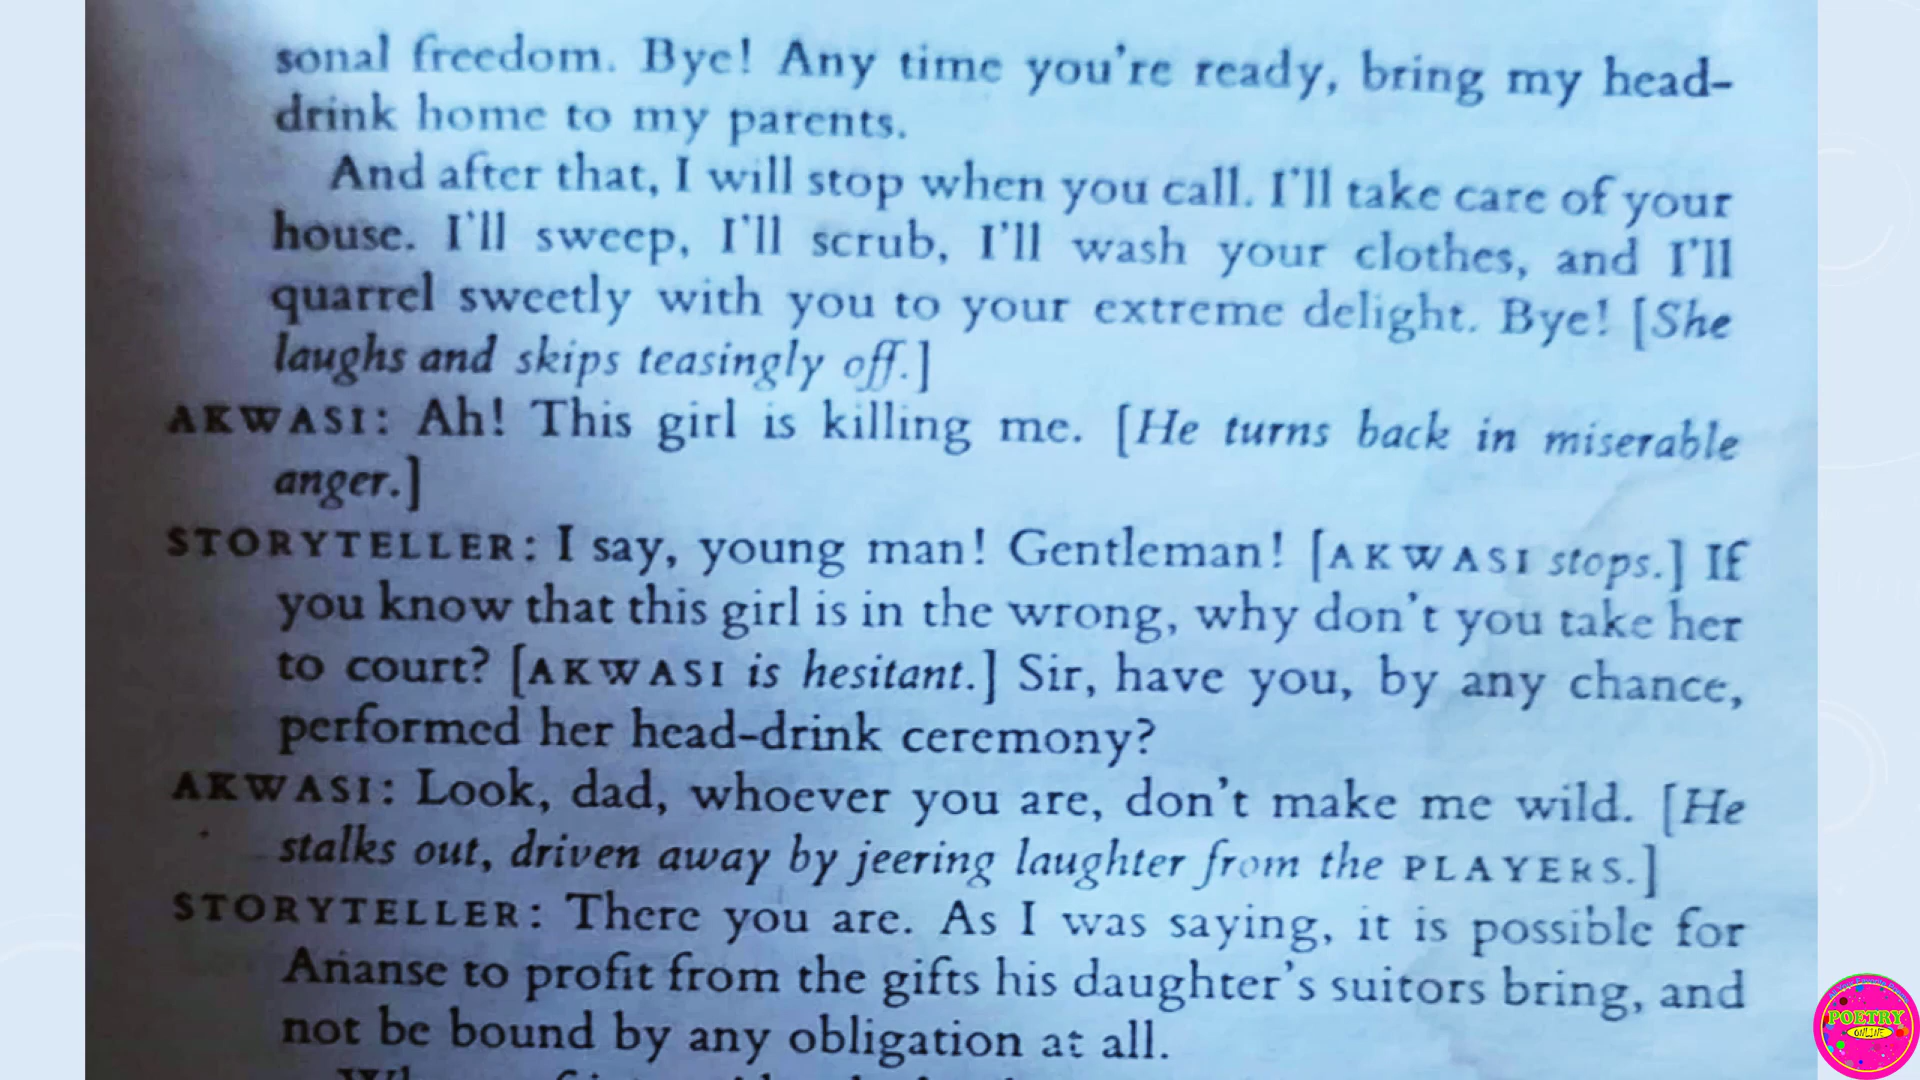 sonal freedom. Bye! Any time you're ready, bring my head-
drink home to my parents.
And after that, I will stop when you call. I'll take care of your
house. I'll sweep, I'll scrub, I'll wash your clothes, and I'll
quarrel sweetly with you to your extreme delight. Bye! [She
laughs and skips teasingly off.]
AKWASI: Ah! This girl is killing me. [He turns back in miserable
anger.]
STORYTELLER: I say, young man! Gentleman! [AKWASI stops.] If
you know that this girl is in the wrong, why don't you take her
to court? [AKWASI is hesitant.] Sir, have you, by any chance,
performed her head-drink ceremony?
AKWASI: Look, dad, whoever you are, don't make me wild. [He
stalks out, driven away by jeering laughter from the PLAYERS.]
STORYTELLER: There you are. As I was saying, it is possible for
Ananse to profit from the gifts his daughter's suitors bring, and
not be bound by any obligation at all.
POETRY
ONLINE